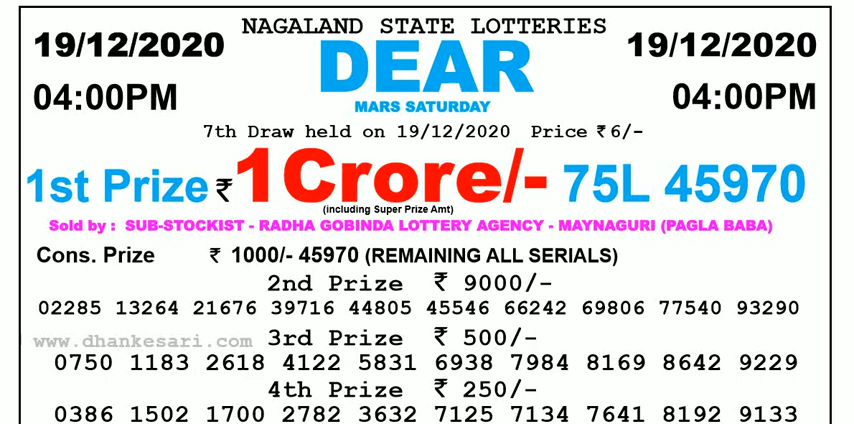 NAGALAND STATE LOTTERIES
19/12/2020 DEAR 19/12/2020
04:00PM MARS SATURDAY 04:00PM
7th Draw held on 19/12/2020 Price ₹6/-
1st Prize ₹1Crore/- 75L 45970
(including Super Prize Amt)
Sold by : SUB-STOCKIST - RADHA GOBINDA LOTTERY AGENCY - MAYNAGURI (PAGLA BABA)
Cons. Prize ₹ 1000/- 45970 (REMAINING ALL SERIALS)
2nd Prize ₹ 9000/-
02285 13264 21676 39716 44805 45546 66242 69806 77540 93290
www.dhankesari.com 3rd Prize ₹ 500/-
0750 1183 2618 4122 5831 6938 7984 8169 8642 9229
4th Prize ₹ 250/-
0386 1502 1700 2782 3632 7125 7134 7641 8192 9133